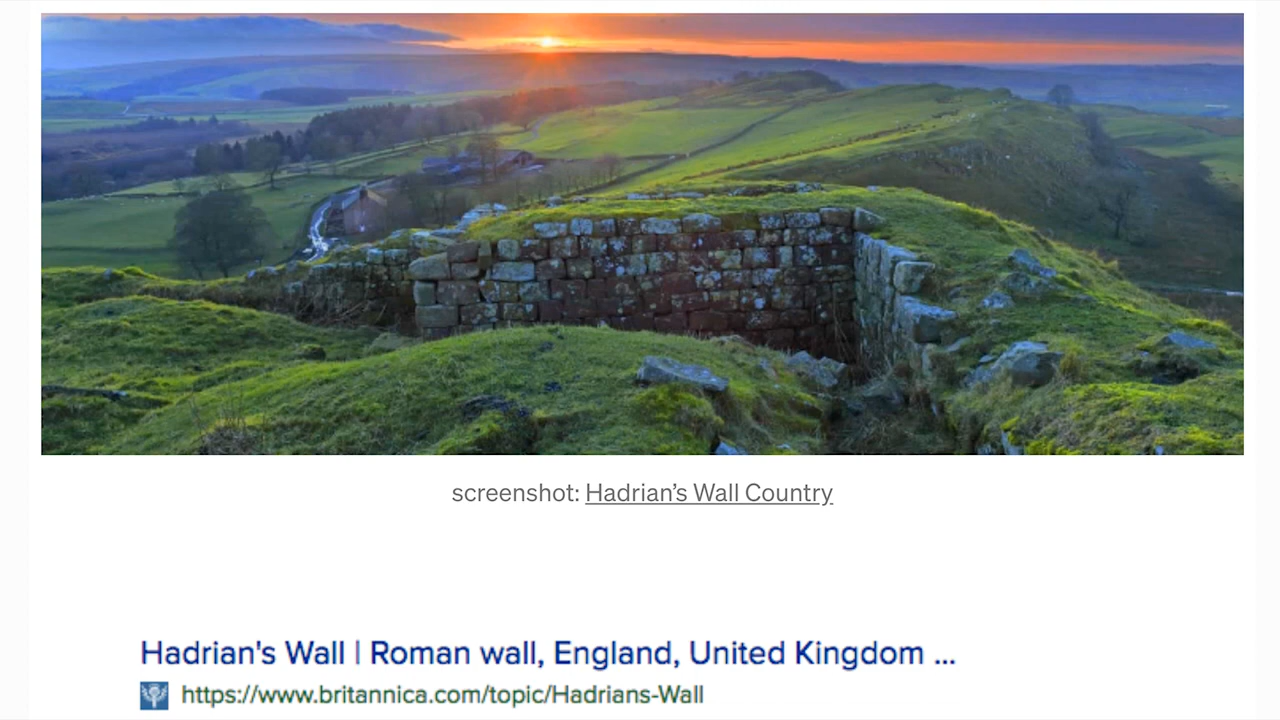 screenshot: Hadrian’s Wall Country
Hadrian's Wall | Roman wall, England, United Kingdom ...
https://www.britannica.com/topic/Hadrians-Wall